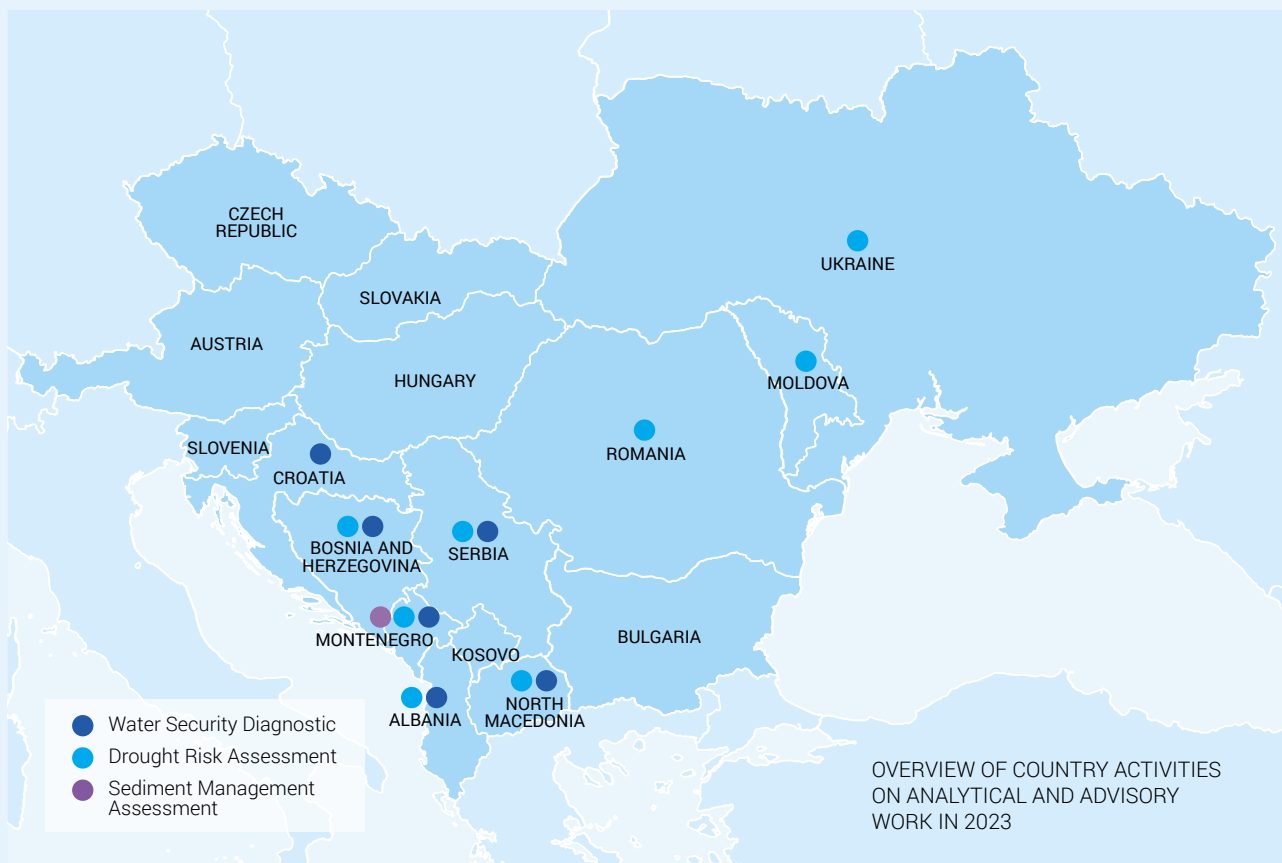 CZECH
REPUBLIC
UKRAINE
SLOVAKIA
AUSTRIA
HUNGARY
MOLDOVA
SLOVENIA
ROMANIA
CROATIA
BOSNIA AND
HERZEGOVINA
SERBIA
MONTENEGRO
BULGARIA
KOSOVO
ALBANIA
NORTH
MACEDONIA
Water Security Diagnostic
Drought Risk Assessment
Sediment Management
Assessment
OVERVIEW OF COUNTRY ACTIVITIES
ON ANALYTICAL AND ADVISORY
WORK IN 2023